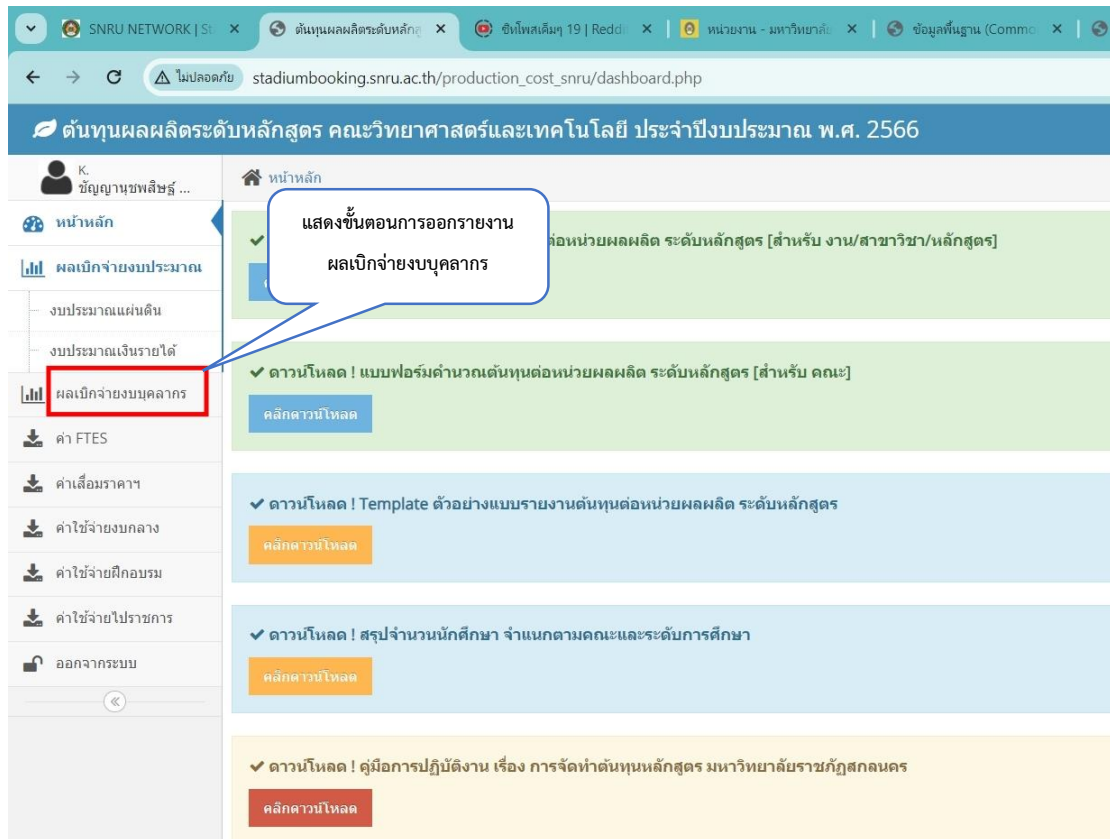 SNRU NETWORK | St
ต้นทุนผลผลิตระดับหลักสู
ซิปโพสเต็มๆ 19 | Reddi
หน่วยงาน - มหาวิทยาลั
ข้อมูลพื้นฐาน (Commo
ไม่ปลอดภัย
stadiumbooking.snru.ac.th/production_cost_snru/dashboard.php
ต้นทุนผลผลิตระดับหลักสูตร คณะวิทยาศาสตร์และเทคโนโลยี ประจำปีงบประมาณ พ.ศ. 2566
K.
ชัญญานุชพสิษฐ์ ...
หน้าหลัก
ผลเบิกจ่ายงบประมาณ
งบประมาณแผ่นดิน
งบประมาณเงินรายได้
ผลเบิกจ่ายงบบุคลากร
ค่า FTES
ค่าเสื่อมราคาฯ
ค่าใช้จ่ายงบกลาง
ค่าใช้จ่ายฝึกอบรม
ค่าใช้จ่ายไปราชการ
ออกจากระบบ
หน้าหลัก
แสดงขั้นตอนการออกรายงาน
ผลเบิกจ่ายงบบุคลากร
ต่อหน่วยผลผลิต ระดับหลักสูตร [สำหรับ งาน/สาขาวิชา/หลักสูตร]
ดาวน์โหลด ! แบบฟอร์มคำนวณต้นทุนต่อหน่วยผลผลิต ระดับหลักสูตร [สำหรับ คณะ]
คลิกดาวน์โหลด
ดาวน์โหลด ! Template ตัวอย่างแบบรายงานต้นทุนต่อหน่วยผลผลิต ระดับหลักสูตร
คลิกดาวน์โหลด
ดาวน์โหลด ! สรุปจำนวนนักศึกษา จำแนกตามคณะและระดับการศึกษา
คลิกดาวน์โหลด
ดาวน์โหลด ! คู่มือการปฏิบัติงาน เรื่อง การจัดทำต้นทุนหลักสูตร มหาวิทยาลัยราชภัฏสกลนคร
คลิกดาวน์โหลด